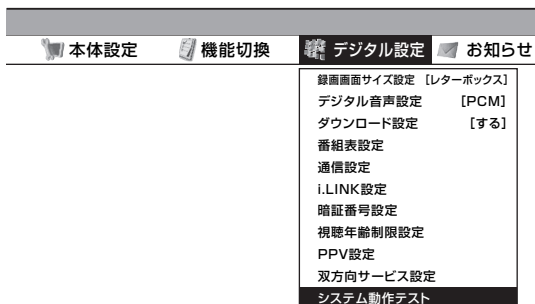 本体設定 機能切換 デジタル設定 お知らせ
録画画面サイズ設定 [レターボックス]
デジタル音声設定 [PCM]
ダウンロード設定 [する]
番組表設定
通信設定
i.LINK設定
暗証番号設定
視聴年齢制限設定
PPV設定
双方向サービス設定
システム動作テスト